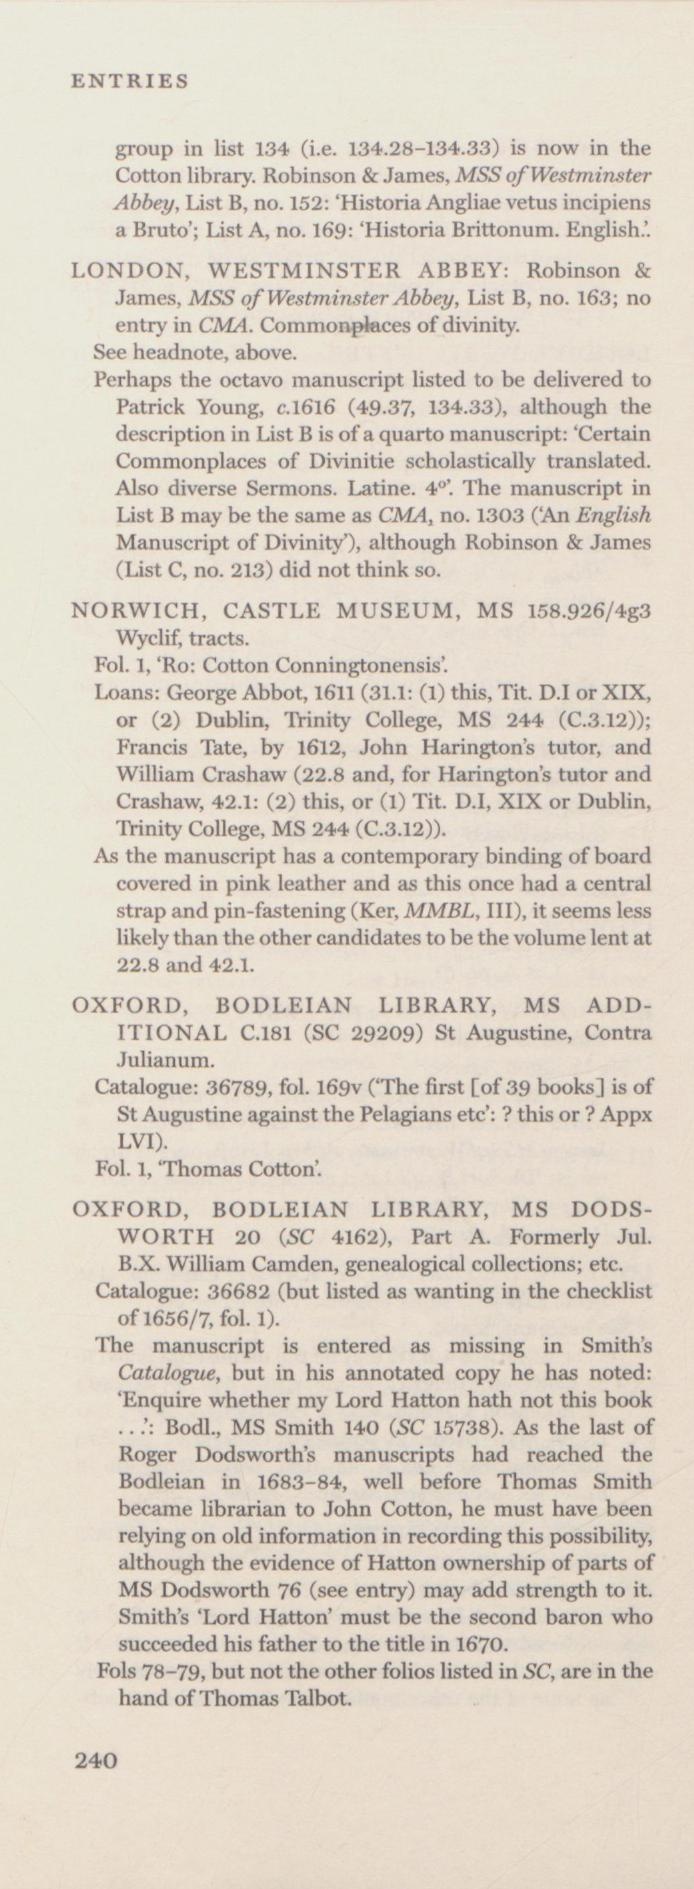 ENTRIES
group in list 134 (i.e. 134.28–134.33) is now in the
Cotton library. Robinson & James, MSS of Westminster
Abbey, List B, no. 152: ‘Historia Angliae vetus incipiens
a Bruto’; List A, no. 169: ‘Historia Brittonum. English.’.
LONDON, WESTMINSTER ABBEY: Robinson &
James, MSS of Westminster Abbey, List B, no. 163; no
entry in CMA. Commonplaces of divinity.
See headnote, above.
Perhaps the octavo manuscript listed to be delivered to
Patrick Young, c.1616 (49.37, 134.33), although the
description in List B is of a quarto manuscript: ‘Certain
Commonplaces of Divinitie scholastically translated.
Also diverse Sermons. Latine. 4º’. The manuscript in
List B may be the same as CMA, no. 1303 (‘An English
Manuscript of Divinity’), although Robinson & James
(List C, no. 213) did not think so.
NORWICH, CASTLE MUSEUM, MS 158.926/4g3
Wyclif, tracts.
Fol. 1, ‘Ro: Cotton Conningtonensis’.
Loans: George Abbot, 1611 (31.1: (1) this, Tit. D.I or XIX,
or (2) Dublin, Trinity College, MS 244 (C.3.12));
Francis Tate, by 1612, John Harington’s tutor, and
William Crashaw (22.8 and, for Harington’s tutor and
Crashaw, 42.1: (2) this, or (1) Tit. D.I, XIX or Dublin,
Trinity College, MS 244 (C.3.12)).
As the manuscript has a contemporary binding of board
covered in pink leather and as this once had a central
strap and pin-fastening (Ker, MMBL, III), it seems less
likely than the other candidates to be the volume lent at
22.8 and 42.1.
OXFORD, BODLEIAN LIBRARY, MS ADD-
ITIONAL C.181 (SC 29209) St Augustine, Contra
Julianum.
Catalogue: 36789, fol. 169v (‘The first [of 39 books] is of
St Augustine against the Pelagians etc’: ? this or ? Appx
LVI).
Fol. 1, ‘Thomas Cotton’.
OXFORD, BODLEIAN LIBRARY, MS DODS-
WORTH 20 (SC 4162), Part A. Formerly Jul.
B.X. William Camden, genealogical collections; etc.
Catalogue: 36682 (but listed as wanting in the checklist
of 1656/7, fol. 1).
The manuscript is entered as missing in Smith’s
Catalogue, but in his annotated copy he has noted:
‘Enquire whether my Lord Hatton hath not this book
. . .’: Bodl., MS Smith 140 (SC 15738). As the last of
Roger Dodsworth’s manuscripts had reached the
Bodleian in 1683–84, well before Thomas Smith
became librarian to John Cotton, he must have been
relying on old information in recording this possibility,
although the evidence of Hatton ownership of parts of
MS Dodsworth 76 (see entry) may add strength to it.
Smith’s ‘Lord Hatton’ must be the second baron who
succeeded his father to the title in 1670.
Fols 78–79, but not the other folios listed in SC, are in the
hand of Thomas Talbot.
240